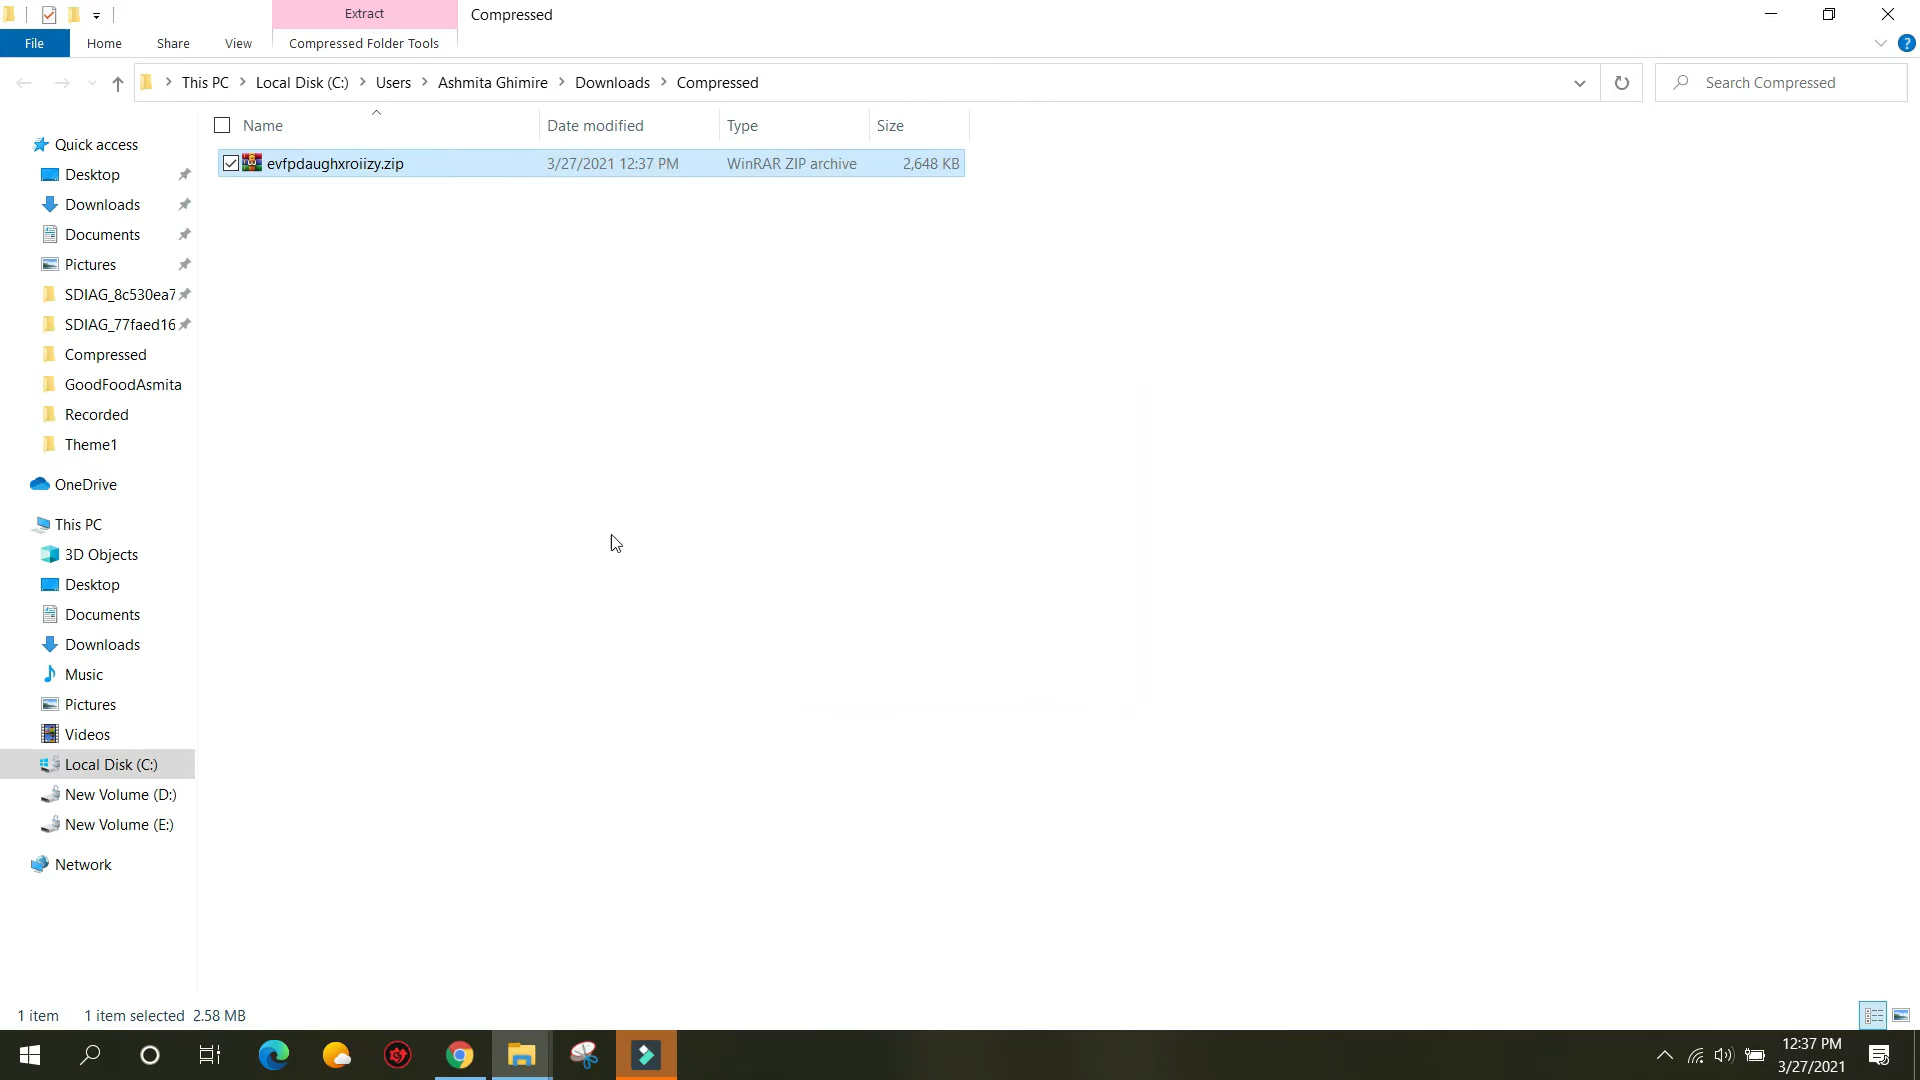 Extract
Compressed
File
Home
Share
View
Compressed Folder Tools
?
This PC
Local Disk (C:)
Users
Ashmita Ghimire
Downloads
Compressed
Search Compressed
Name
Date modified
Type
Size
evfpdaughxroiizy.zip
3/27/2021 12:37 PM
WinRAR ZIP archive
2,648 KB
Quick access
Desktop
Downloads
Documents
Pictures
SDIAG_8c530ea7
SDIAG_77faed16
Compressed
GoodFoodAsmita
Recorded
Theme1
OneDrive
This PC
3D Objects
Desktop
Documents
Downloads
Music
Pictures
Videos
Local Disk (C:)
New Volume (D:)
New Volume (E:)
Network
1 item
1 item selected 2.58 MB
12:37 PM
3/27/2021